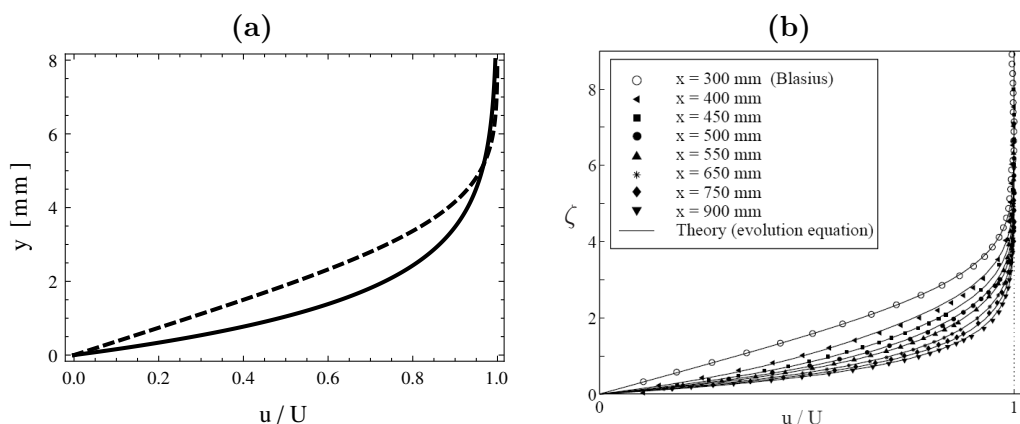 (a)
8
6
4
2
0
y [mm]
0.0 0.2 0.4 0.6 0.8 1.0
u / U
(b)
x = 300 mm (Blasius)
x = 400 mm
x = 450 mm
x = 500 mm
x = 550 mm
x = 650 mm
x = 750 mm
x = 900 mm
Theory (evolution equation)
8
6
4
2
0
ζ
0 1
u / U